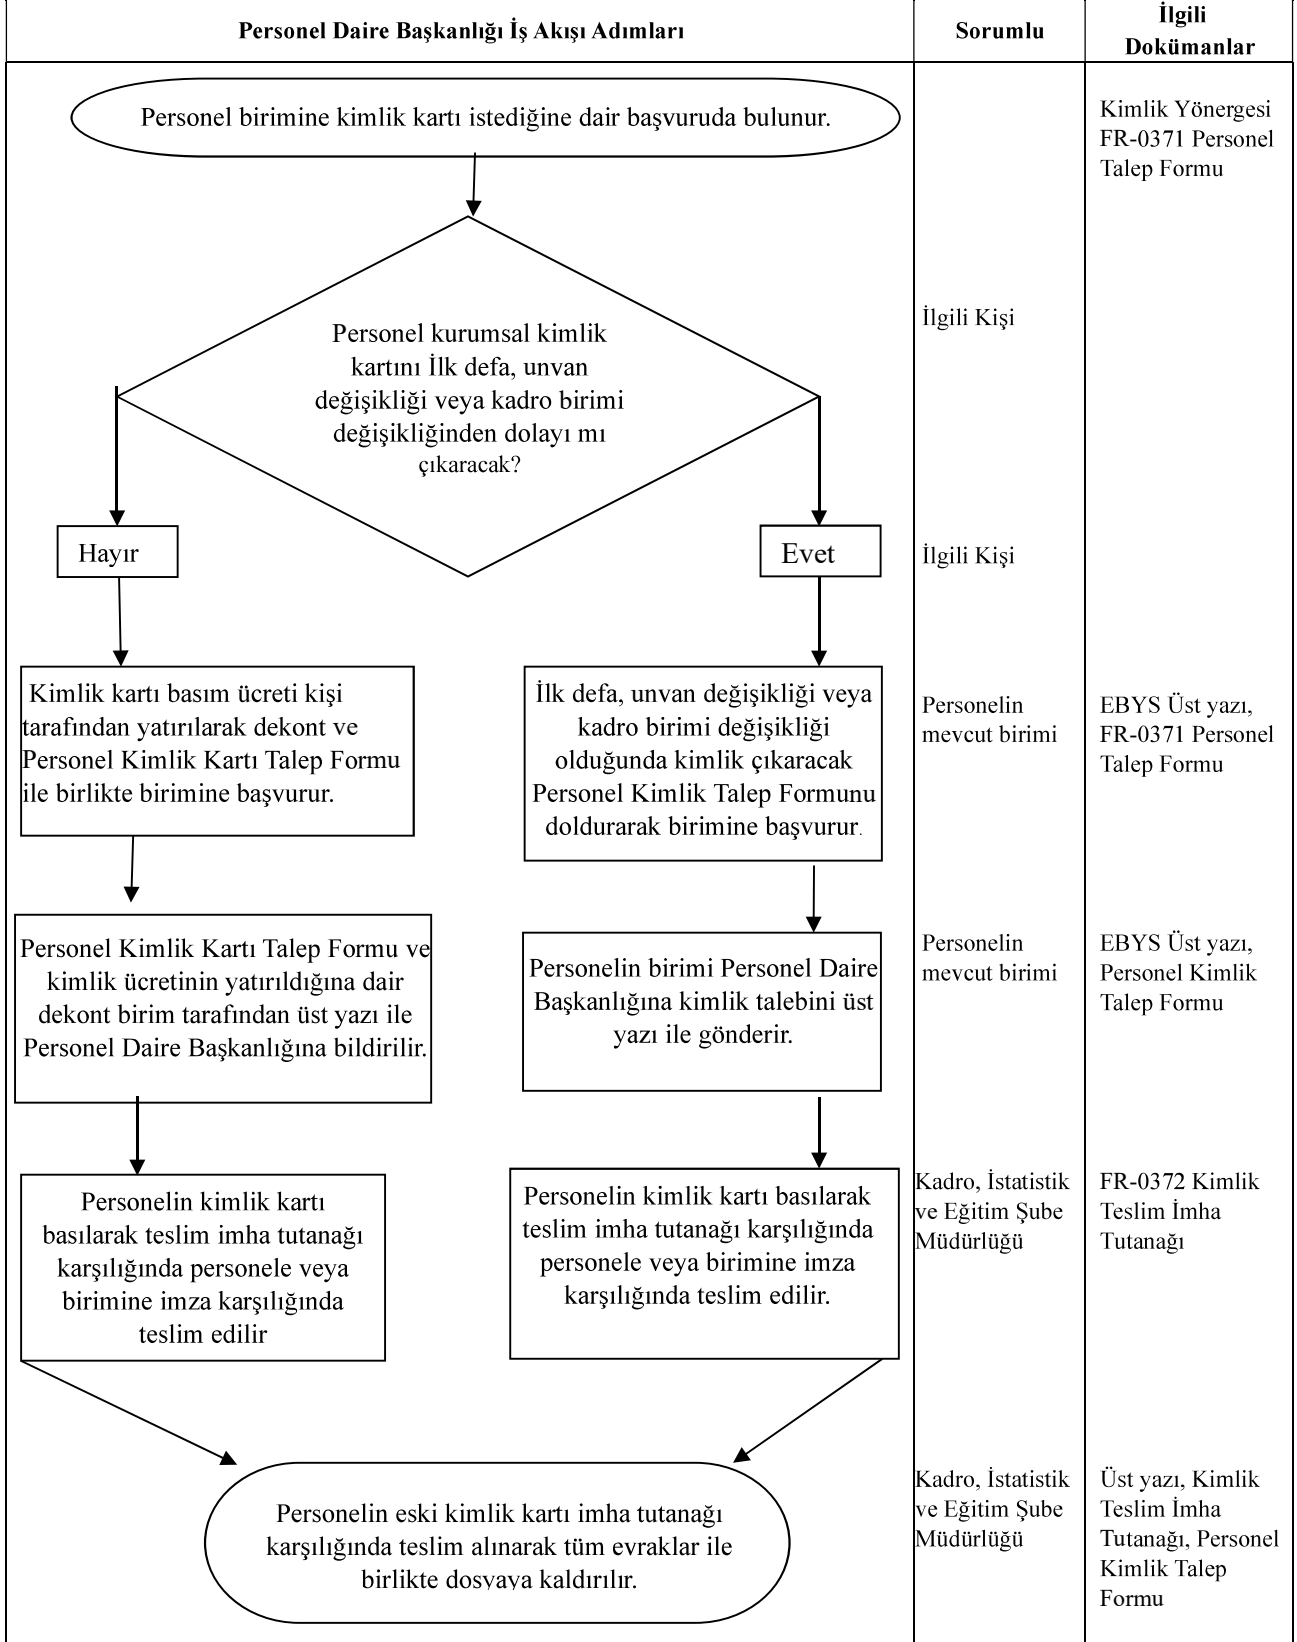 Personel Daire Başkanlığı İş Akışı Adımları
Sorumlu
İlgili
Dokümanlar
Personel birimine kimlik kartı istediğine dair başvuruda bulunur.
Kimlik Yönergesi
FR-0371 Personel
Talep Formu
Personel kurumsal kimlik
kartını İlk defa, unvan
değişikliği veya kadro birimi
değişikliğinden dolayı mı
çıkaracak?
İlgili Kişi
Hayır
Evet
İlgili Kişi
Kimlik kartı basım ücreti kişi
tarafından yatırılarak dekont ve
Personel Kimlik Kartı Talep Formu
ile birlikte birimine başvurur.
İlk defa, unvan değişikliği veya
kadro birimi değişikliği
olduğunda kimlik çıkaracak
Personel Kimlik Talep Formunu
doldurarak birimine başvurur.
Personelin
mevcut birimi
EBYS Üst yazı,
FR-0371 Personel
Talep Formu
Personel Kimlik Kartı Talep Formu ve
kimlik ücretinin yatırıldığına dair
dekont birim tarafından üst yazı ile
Personel Daire Başkanlığına bildirilir.
Personelin birimi Personel Daire
Başkanlığına kimlik talebini üst
yazı ile gönderir.
Personelin
mevcut birimi
EBYS Üst yazı,
Personel Kimlik
Talep Formu
Personelin kimlik kartı
basılarak teslim imha tutanağı
karşılığında personele veya
birimine imza karşılığında
teslim edilir
Personelin kimlik kartı basılarak
teslim imha tutanağı karşılığında
personele veya birimine imza
karşılığında teslim edilir.
Kadro, İstatistik
ve Eğitim Şube
Müdürlüğü
FR-0372 Kimlik
Teslim İmha
Tutanağı
Personelin eski kimlik kartı imha tutanağı
karşılığında teslim alınarak tüm evraklar ile
birlikte dosyaya kaldırılır.
Kadro, İstatistik
ve Eğitim Şube
Müdürlüğü
Üst yazı, Kimlik
Teslim İmha
Tutanağı, Personel
Kimlik Talep
Formu